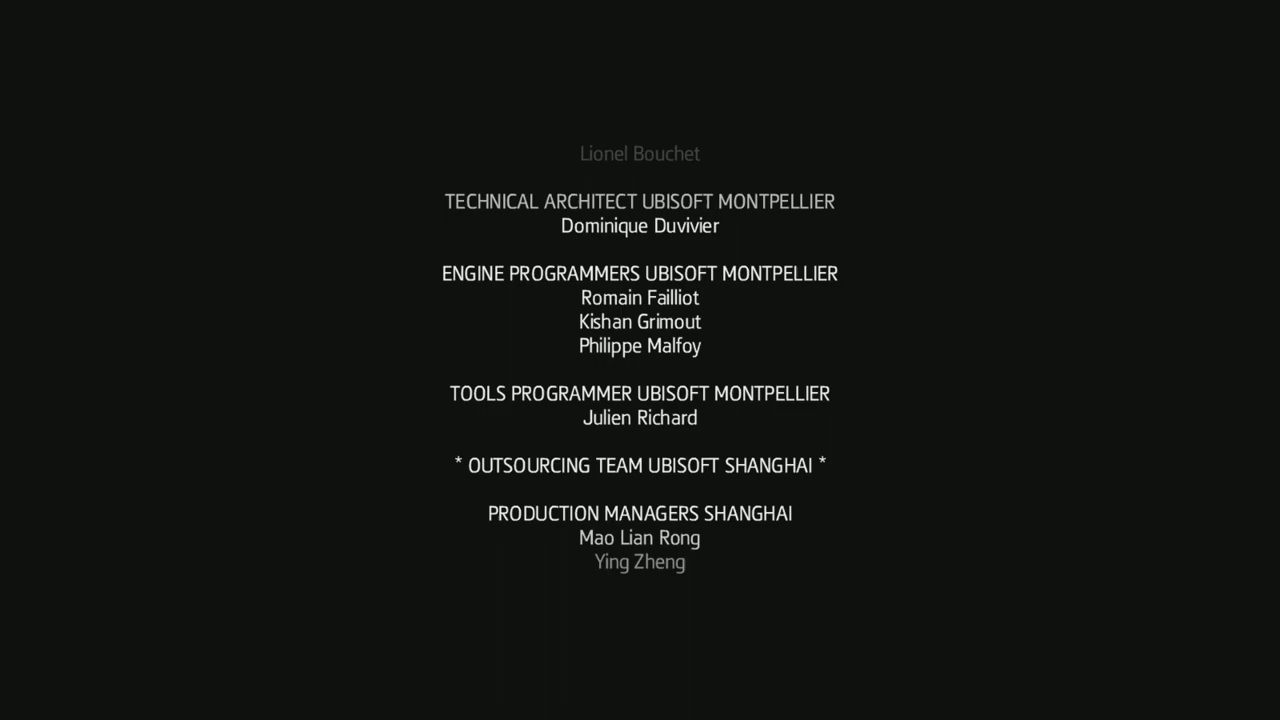 Lionel Bouchet
TECHNICAL ARCHITECT UBISOFT MONTPELLIER
Dominique Duvivier
ENGINE PROGRAMMERS UBISOFT MONTPELLIER
Romain Failliot
Kishan Grimout
Philippe Malfoy
TOOLS PROGRAMMER UBISOFT MONTPELLIER
Julien Richard
* OUTSOURCING TEAM UBISOFT SHANGHAI *
PRODUCTION MANAGERS SHANGHAI
Mao Lian Rong
Ying Zheng